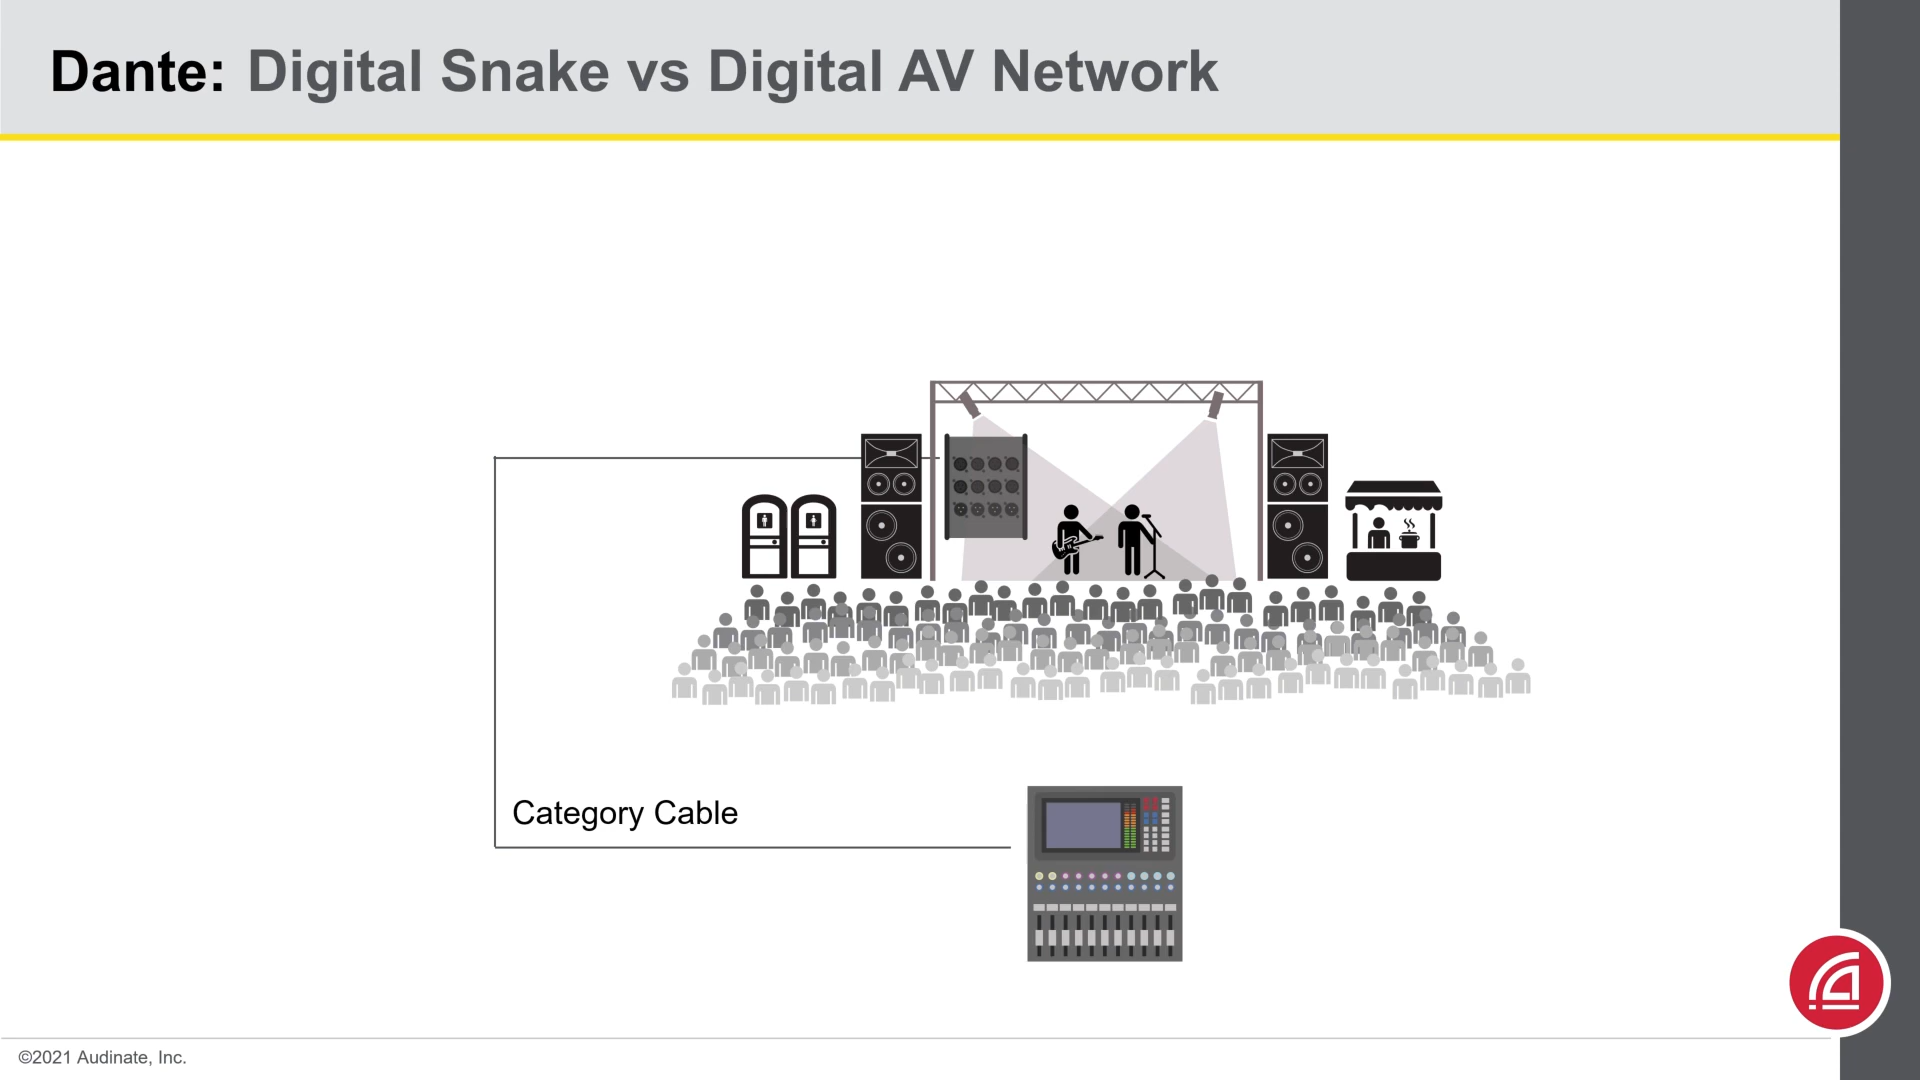 Dante: Digital Snake vs Digital AV Network
Category Cable
©2021 Audinate, Inc.